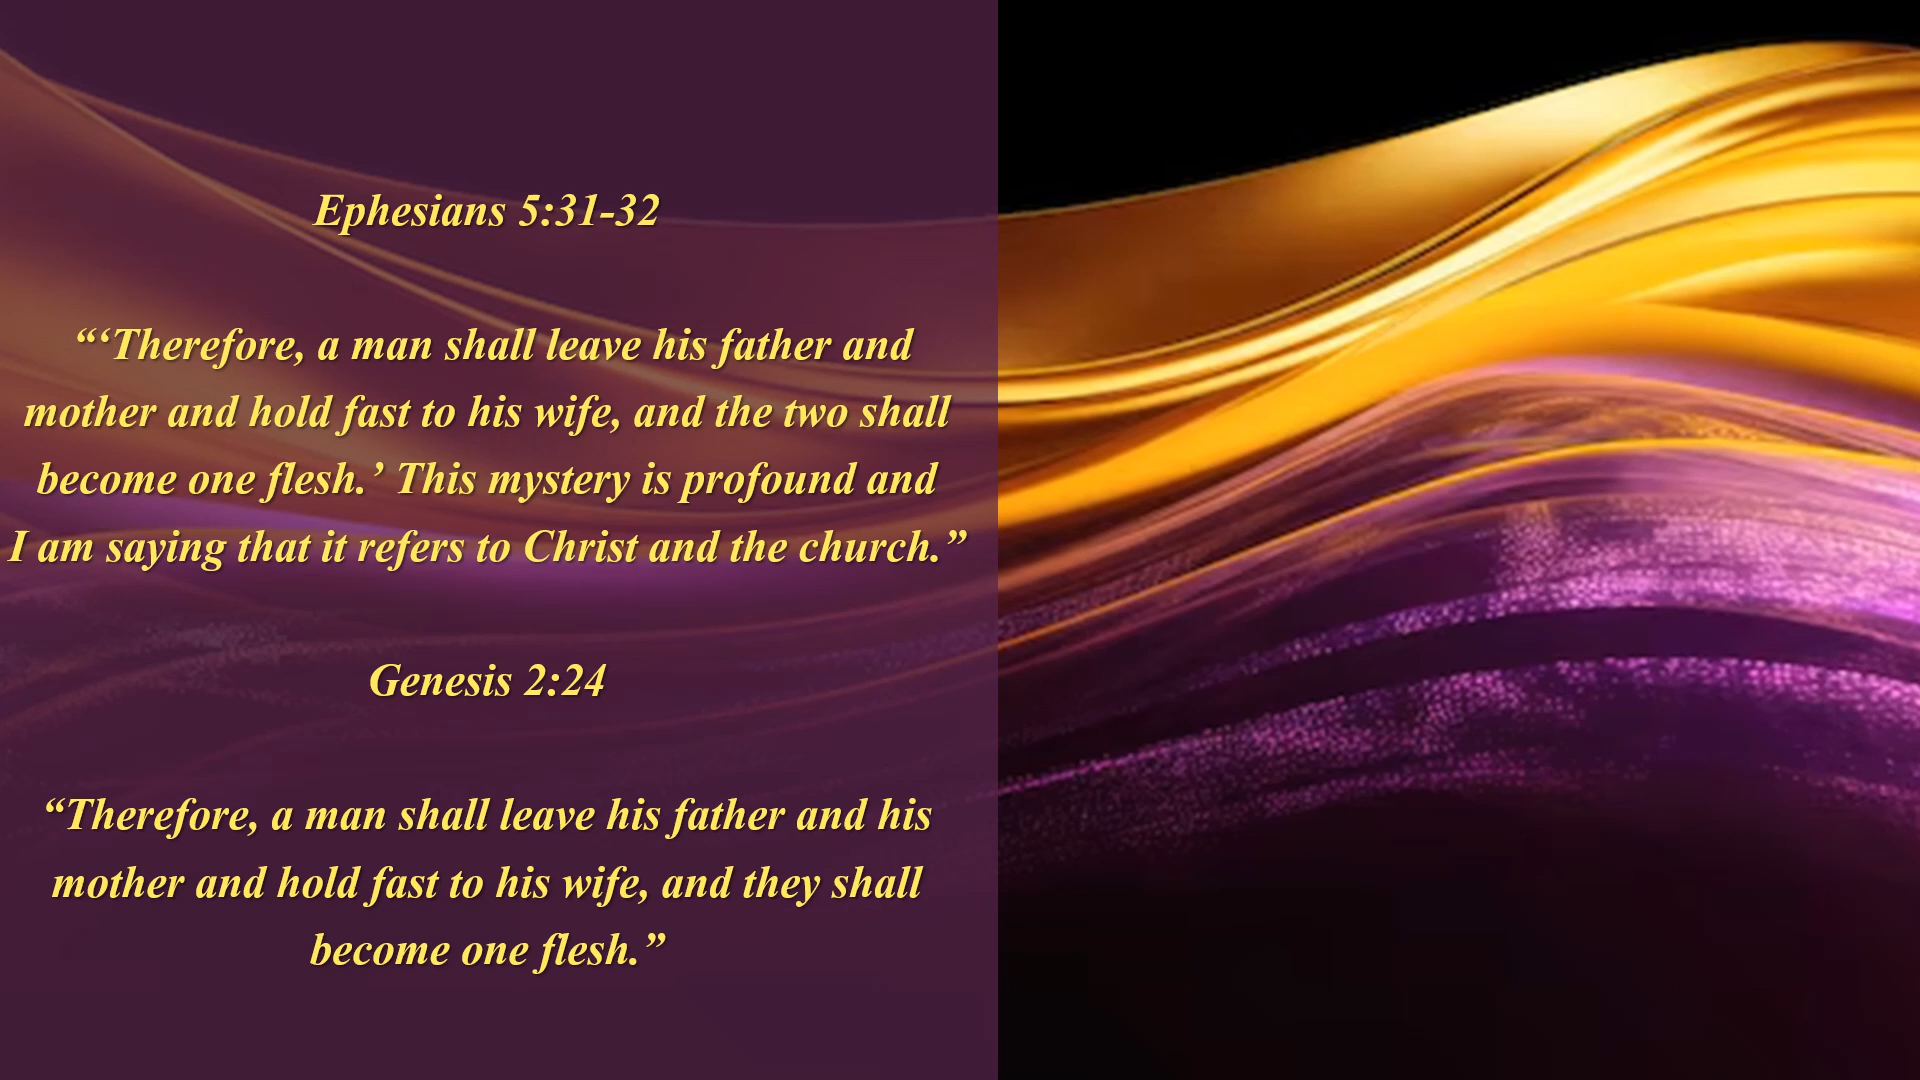 Ephesians 5:31-32
“‘Therefore, a man shall leave his father and
mother and hold fast to his wife, and the two shall
become one flesh.’ This mystery is profound and
I am saying that it refers to Christ and the church.”
Genesis 2:24
“Therefore, a man shall leave his father and his
mother and hold fast to his wife, and they shall
become one flesh.”